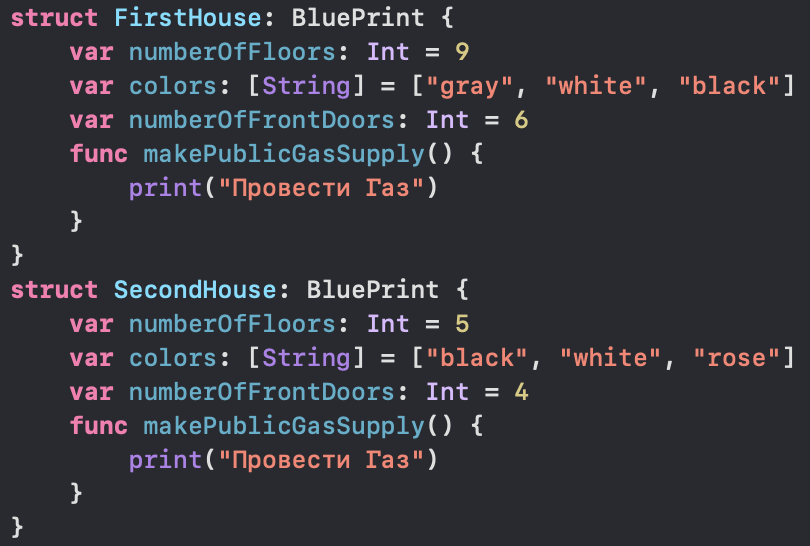 struct FirstHouse: BluePrint {
    var numberOfFloors: Int = 9
    var colors: [String] = ["gray", "white", "black"]
    var numberOfFrontDoors: Int = 6
    func makePublicGasSupply() {
        print("Провести Газ")
    }
}
struct SecondHouse: BluePrint {
    var numberOfFloors: Int = 5
    var colors: [String] = ["black", "white", "rose"]
    var numberOfFrontDoors: Int = 4
    func makePublicGasSupply() {
        print("Провести Газ")
    }
}